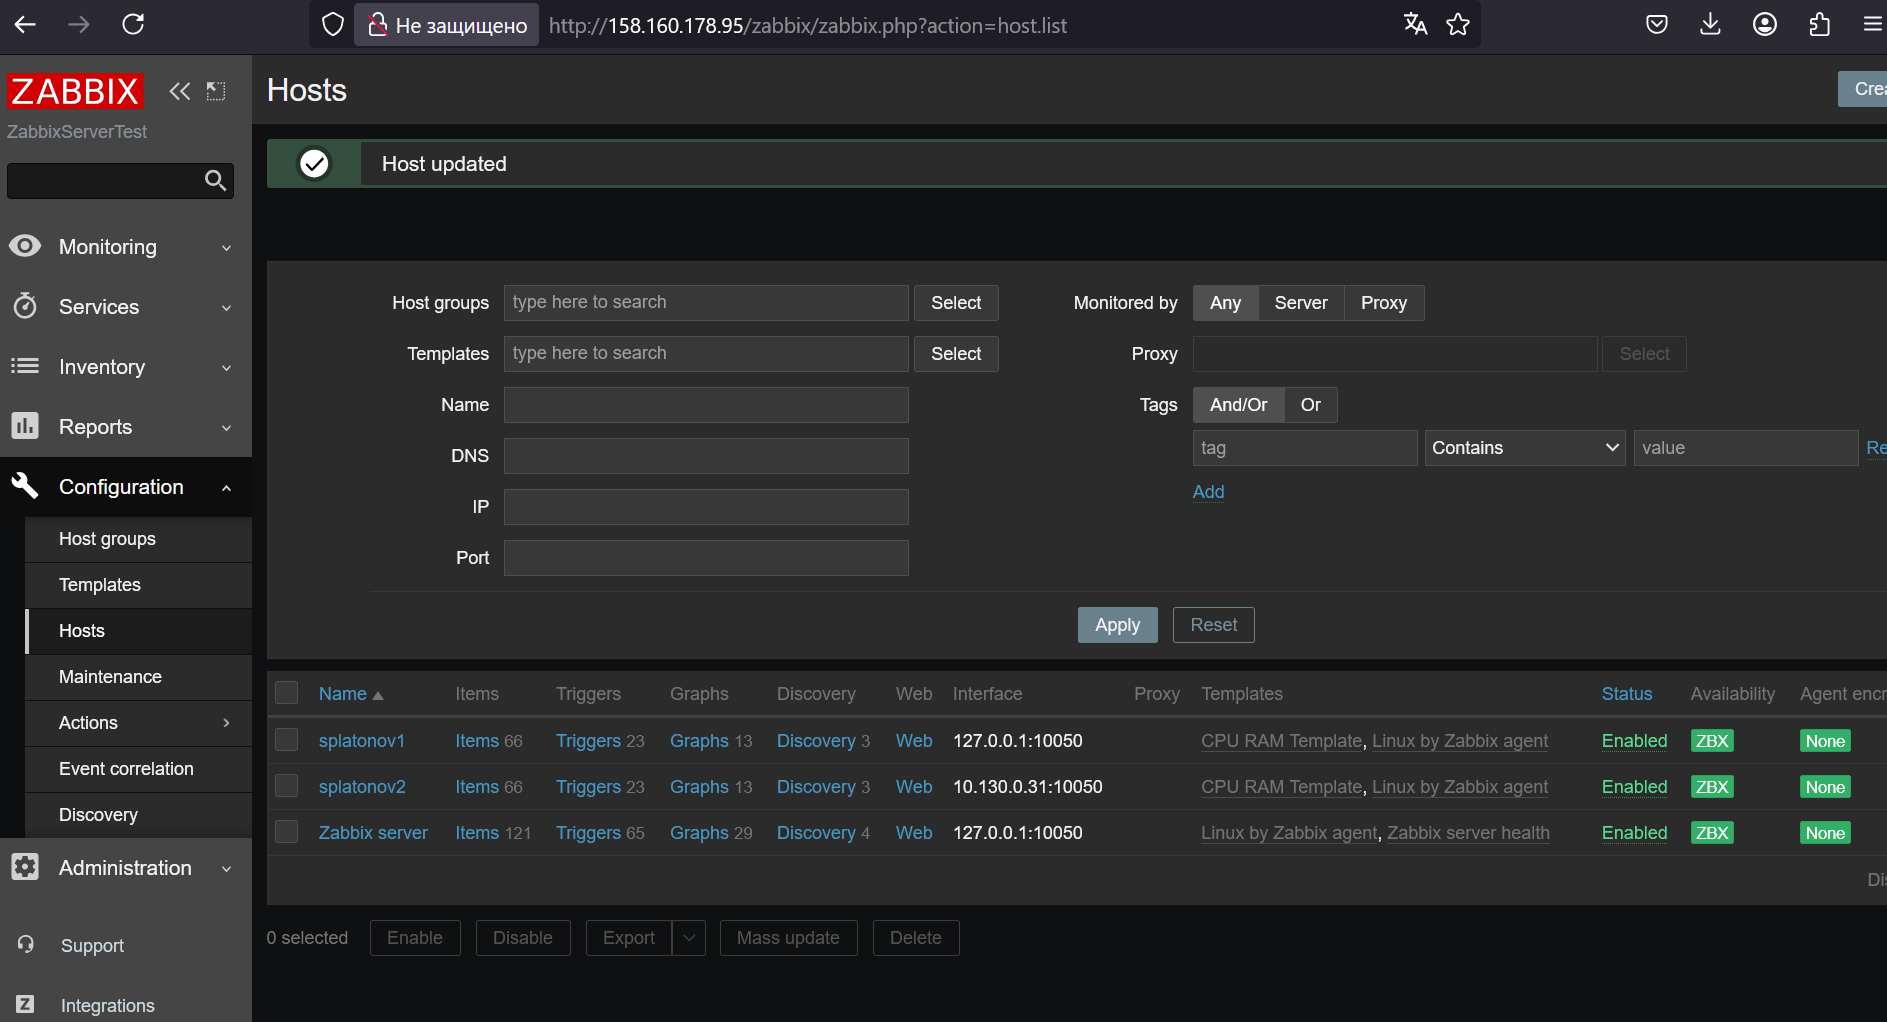 Не защищено http://158.160.178.95/zabbix/zabbix.php?action=host.list
ZABBIX
ZabbixServerTest
Monitoring
Services
Inventory
Reports
Configuration
Host groups
Templates
Hosts
Maintenance
Actions
Event correlation
Discovery
Administration
Support
Z Integrations
Hosts
Crea
Host updated
Host groups type here to search Select
Templates type here to search Select
Name
DNS
IP
Port
Monitored by Any Server Proxy
Proxy Select
Tags And/Or Or
tag Contains value Re
Add
Apply Reset
Name Items Triggers Graphs Discovery Web Interface Proxy Templates Status Availability Agent encr
splatonov1 Items 66 Triggers 23 Graphs 13 Discovery 3 Web 127.0.0.1:10050 CPU RAM Template, Linux by Zabbix agent Enabled ZBX None
splatonov2 Items 66 Triggers 23 Graphs 13 Discovery 3 Web 10.130.0.31:10050 CPU RAM Template, Linux by Zabbix agent Enabled ZBX None
Zabbix server Items 121 Triggers 65 Graphs 29 Discovery 4 Web 127.0.0.1:10050 Linux by Zabbix agent, Zabbix server health Enabled ZBX None
Dis
0 selected Enable Disable Export Mass update Delete